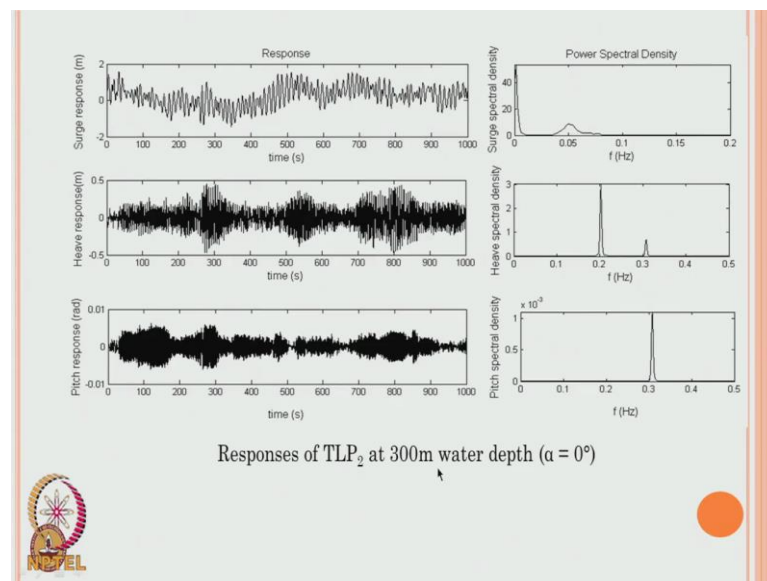 Response
Power Spectral Density
Surge response (m)
2
0
-2
0 100 200 300 400 500 600 700 800 900 1000
time (s)
Surge spectral density
40
20
0
0 0.05 0.1 0.15 0.2
f (Hz)
Heave response(m)
0.5
0
-0.5
0 100 200 300 400 500 600 700 800 900 1000
time (s)
Heave spectral density
3
2
1
0
0 0.1 0.2 0.3 0.4 0.5
f (Hz)
Pitch response (rad)
0.01
0
-0.01
0 100 200 300 400 500 600 700 800 900 1000
time (s)
Pitch spectral density
x 10⁻³
1
0.5
0
0 0.1 0.2 0.3 0.4 0.5
f (Hz)
Responses of TLP₂ at 300m water depth (α = 0°)
NPTEL